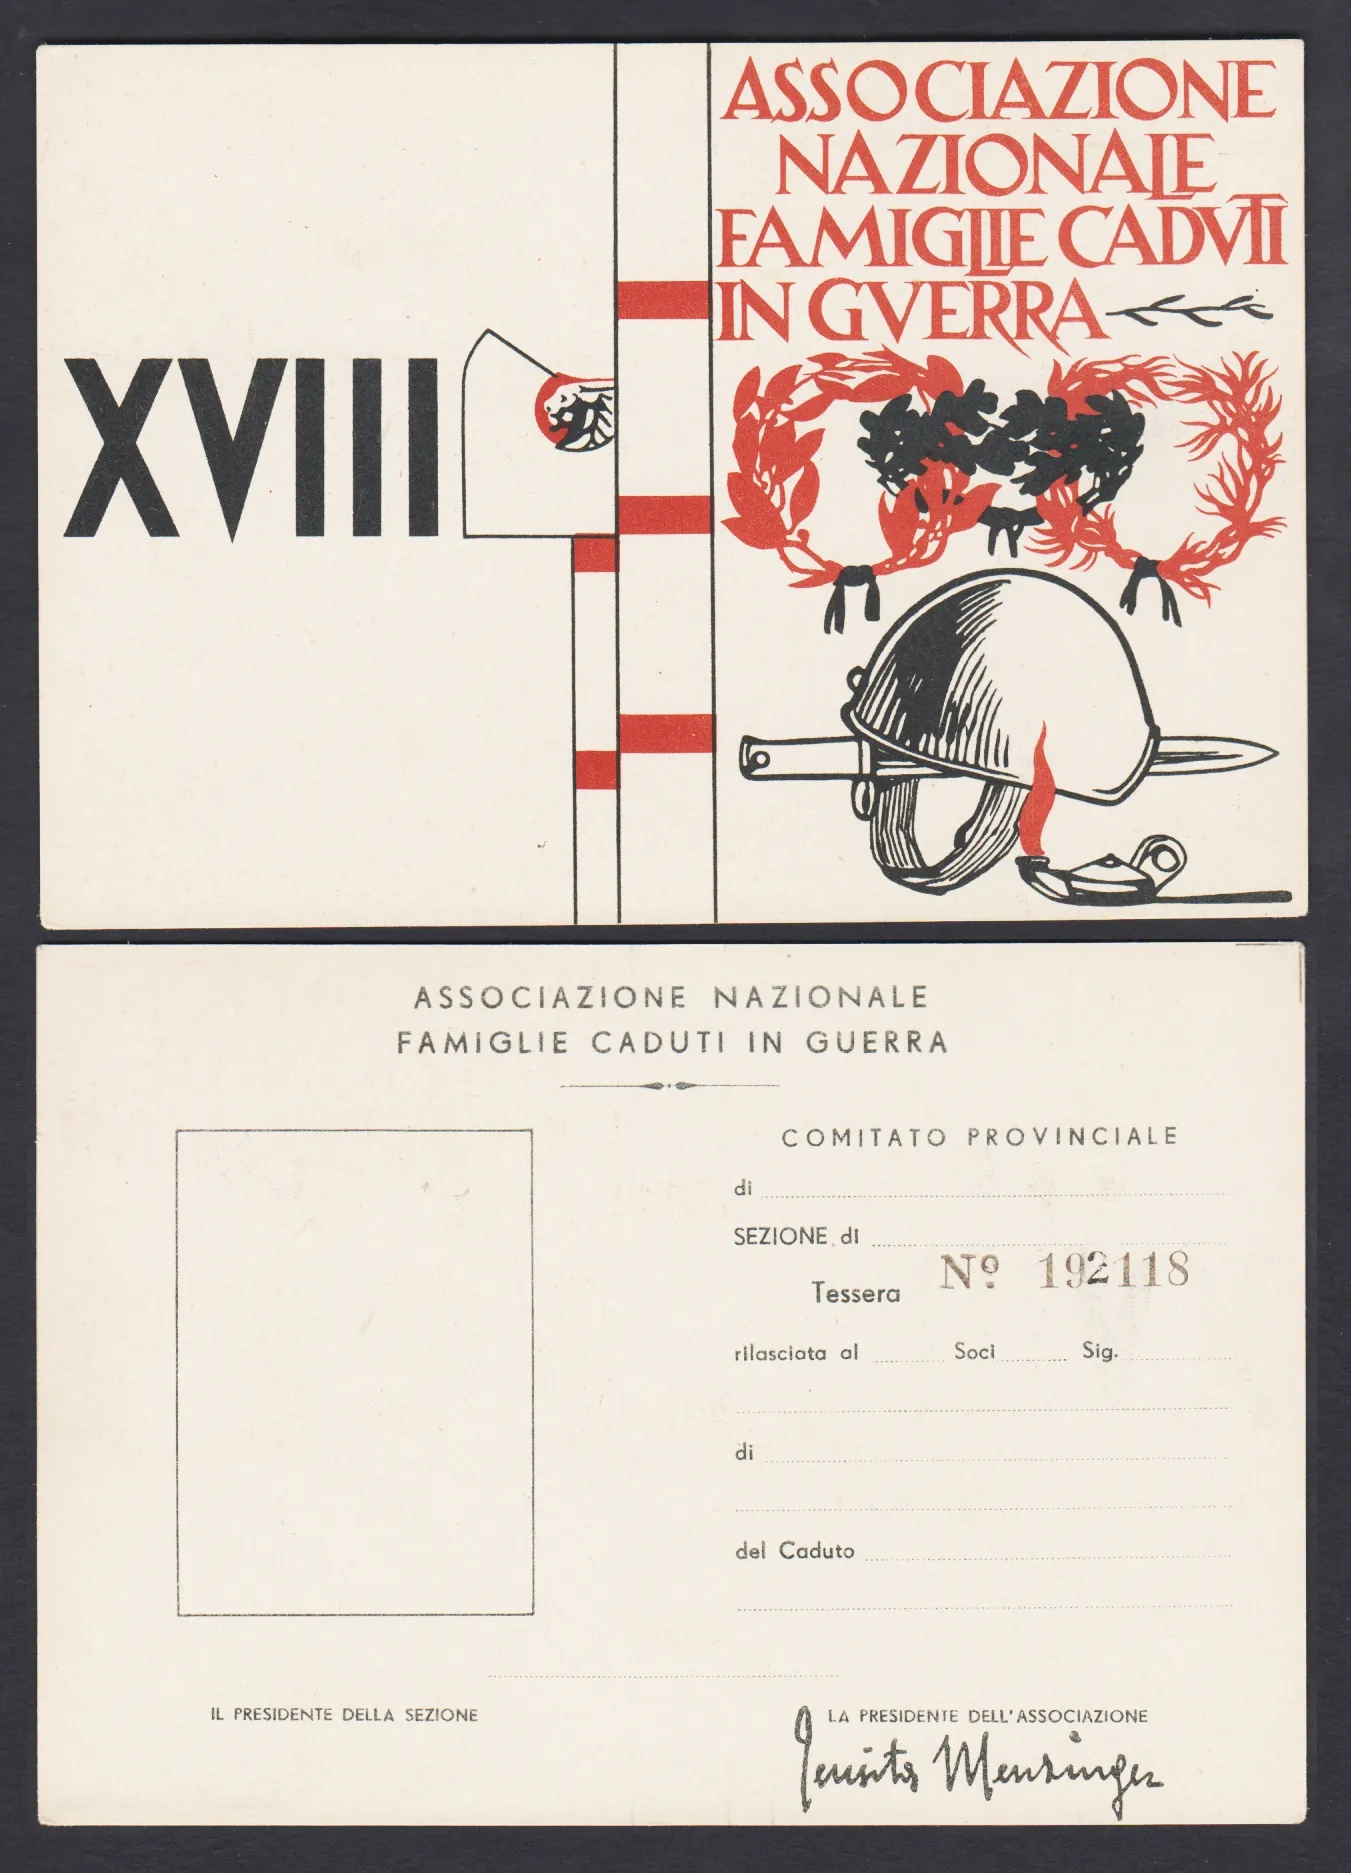 ASSOCIAZIONE
NAZIONALE
FAMIGLIE CADVTI
IN GVERRA
XVIII
ASSOCIAZIONE NAZIONALE
FAMIGLIE CADUTI IN GUERRA
COMITATO PROVINCIALE
di
SEZIONE di
Tessera Nº 192118
rilasciata al Soci Sig.
di
del Caduto
IL PRESIDENTE DELLA SEZIONE
LA PRESIDENTE DELL'ASSOCIAZIONE
Menzinger